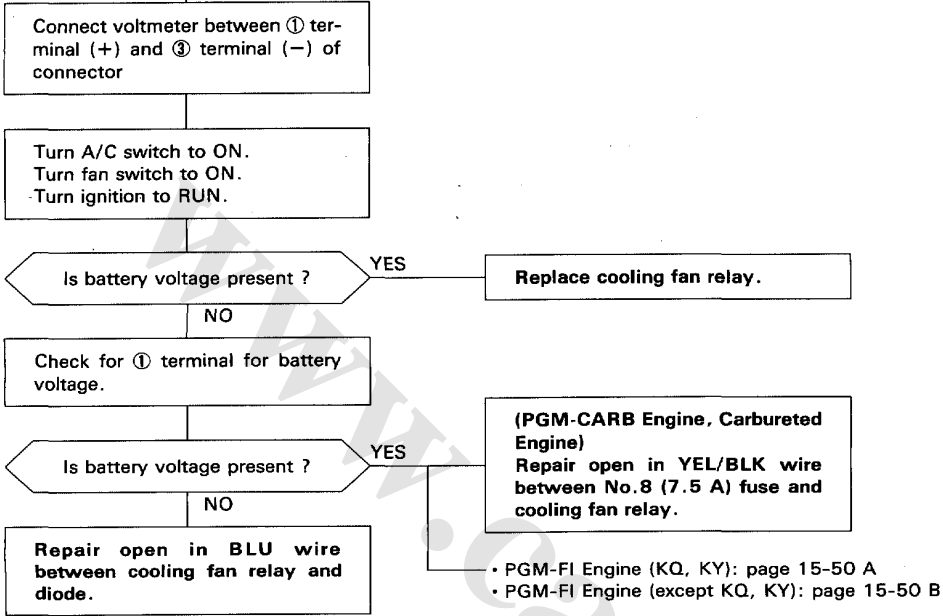 Connect voltmeter between ① ter-
minal (+) and ③ terminal (−) of
connector
Turn A/C switch to ON.
Turn fan switch to ON.
Turn ignition to RUN.
Is battery voltage present ?
YES
Replace cooling fan relay.
NO
Check for ① terminal for battery
voltage.
Is battery voltage present ?
YES
(PGM-CARB Engine, Carbureted
Engine)
Repair open in YEL/BLK wire
between No.8 (7.5 A) fuse and
cooling fan relay.
NO
Repair open in BLU wire
between cooling fan relay and
diode.
• PGM-FI Engine (KQ, KY): page 15-50 A
• PGM-FI Engine (except KQ, KY): page 15-50 B
www.ca